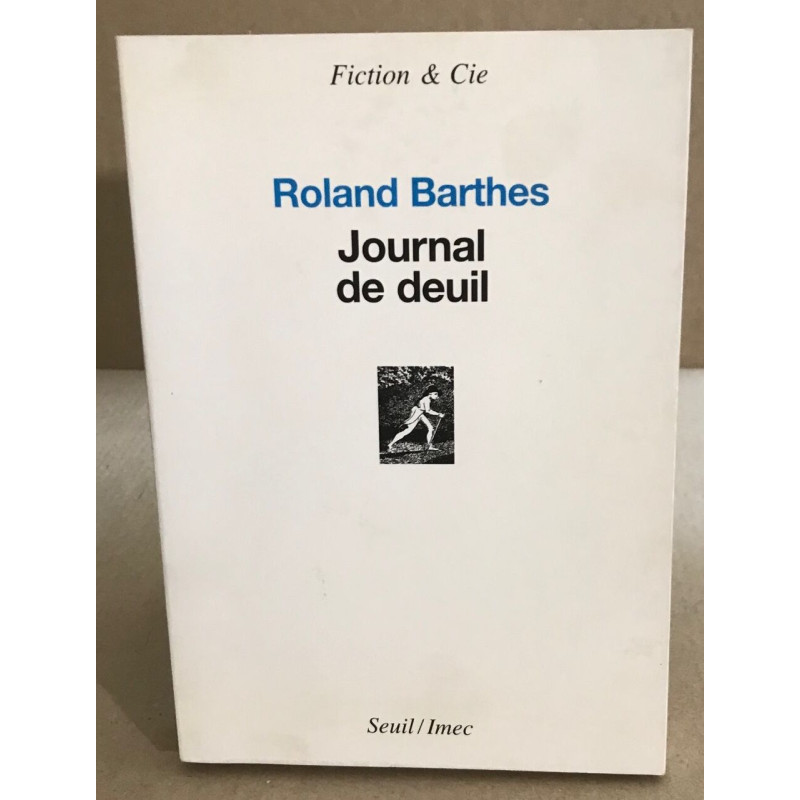 Fiction & Cie
Roland Barthes
Journal
de deuil
Seuil/Imec